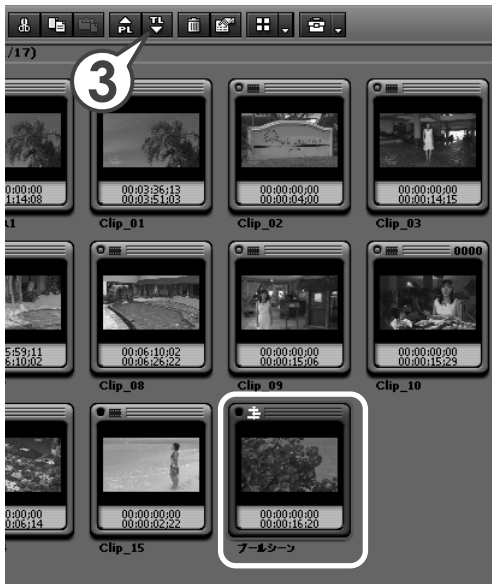 PL TL
3
/17)
0000
0:00;00 00:03:36;13 00:00:00;00 00:00:00;00
1:14;08 00:03:51;03 00:00:04;00 00:00:14;15
Clip_01 Clip_02 Clip_03
5:59;11 00:06:10;02 00:00:00;00 00:00:00;00
6:10;02 00:06:26;22 00:00:15;06 00:00:15;29
Clip_08 Clip_09 Clip_10
0:00;00 00:00:00;00 00:00:00;00
0:06;14 00:00:02;22 00:00:16;20
Clip_15 プールシーン